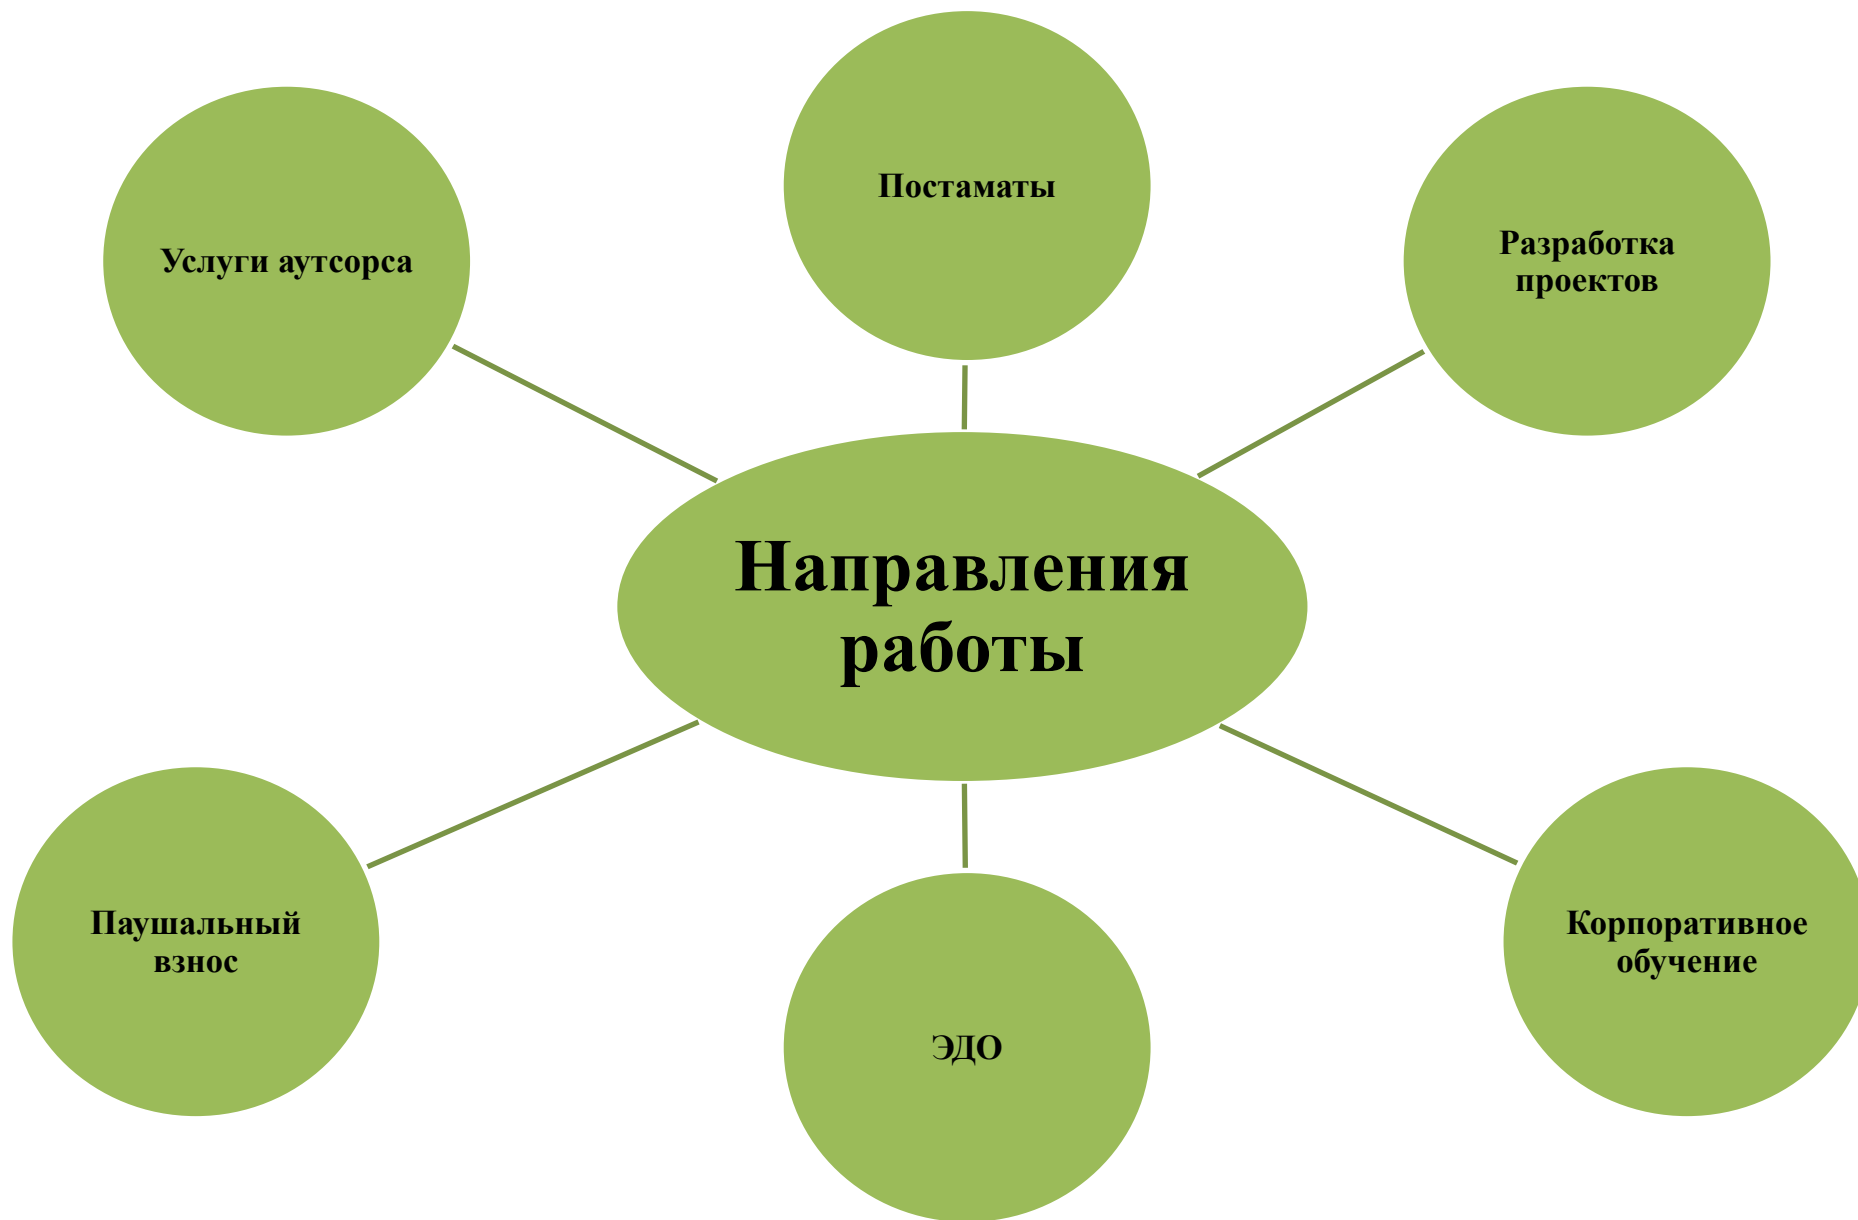 Постаматы
Услуги аутсорса
Разработка
проектов
Направления
работы
Паушальный
взнос
Корпоративное
обучение
ЭДО